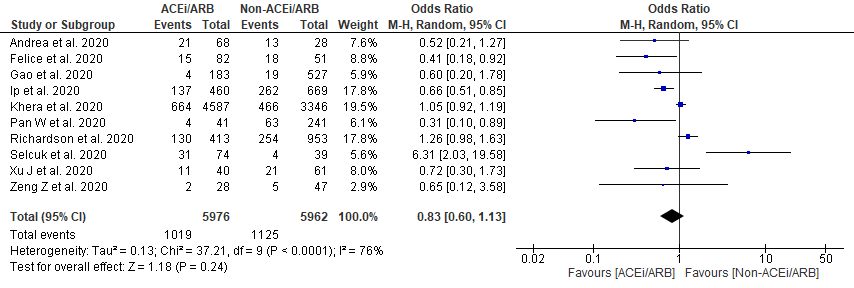 ACEi/ARB Non-ACEi/ARB Odds Ratio Odds Ratio
Study or Subgroup Events Total Events Total Weight M-H, Random, 95% CI M-H, Random, 95% CI
Andrea et al. 2020 21 68 13 28 7.6% 0.52 [0.21, 1.27]
Felice et al. 2020 15 82 18 51 8.5% 0.41 [0.18, 0.92]
Gao et al. 2020 4 183 19 527 6.4% 0.60 [0.20, 1.78]
Ip et al. 2020 137 460 262 669 17.6% 0.66 [0.51, 0.85]
Khera et al. 2020 664 4587 466 3346 19.5% 1.05 [0.92, 1.19]
Pan W et al. 2020 4 41 63 241 6.4% 0.31 [0.10, 0.89]
Richardson et al. 2020 130 413 254 953 17.7% 1.26 [0.98, 1.63]
Selcuk et al. 2020 31 74 4 39 5.6% 6.31 [2.03, 19.58]
Xu J et al. 2020 11 40 21 61 7.9% 0.72 [0.30, 1.73]
Zeng Z et al. 2020 2 28 5 47 2.9% 0.65 [0.12, 3.58]
Total (95% CI) 5976 5962 100.0% 0.83 [0.60, 1.13]
Total events 1019 1125
Heterogeneity: Tau² = 0.13; Chi² = 37.21, df = 9 (P < 0.0001); I² = 76%
Test for overall effect: Z = 1.18 (P = 0.24)
0.02 0.1 1 10 50
Favours [ACEi/ARB] Favours [Non-ACEi/ARB]